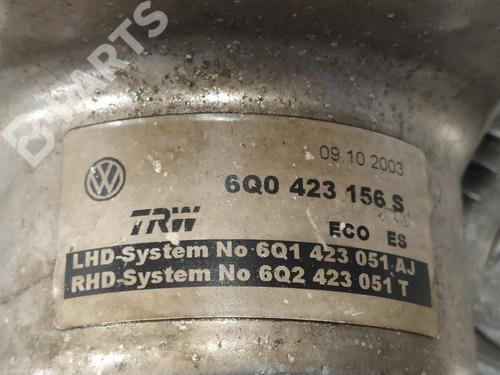 B-PARTS
09 10 2003
VW
6Q0 423 156 S
TRW
ECO ES
LHD-System No 6Q1 423 051 AJ
RHD-System No 6Q2 423 051 T